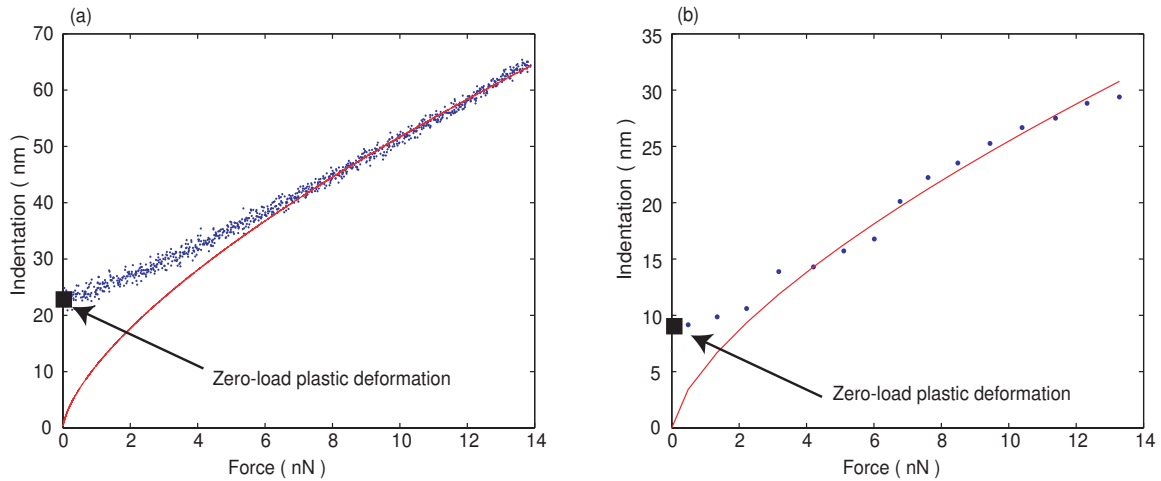 (a)
70
60
50
40
30
20
10
0
Indentation ( nm )
Zero-load plastic deformation
0 2 4 6 8 10 12 14
Force ( nN )
(b)
35
30
25
20
15
10
5
0
Indentation ( nm )
Zero-load plastic deformation
0 2 4 6 8 10 12 14
Force ( nN )